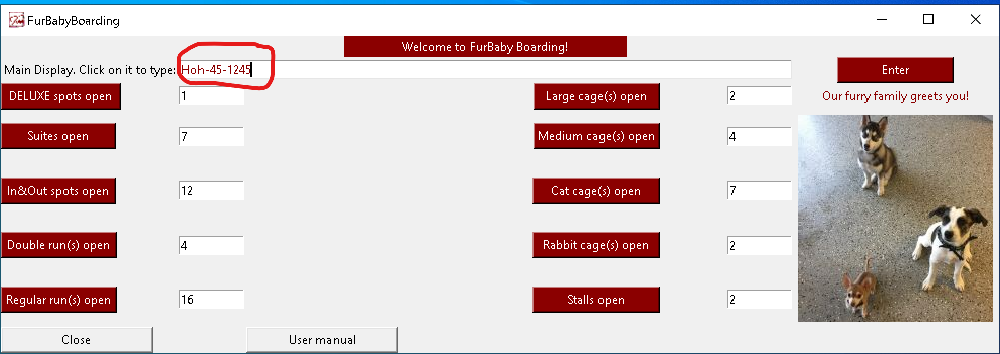 FurBabyBoarding
Welcome to FurBaby Boarding!
Main Display. Click on it to type: Hoh-45-1245 Enter
DELUXE spots open 1 Large cage(s) open 2 Our furry family greets you!
Suites open 7 Medium cage(s) open 4
In&Out spots open 12 Cat cage(s) open 7
Double run(s) open 4 Rabbit cage(s) open 2
Regular run(s) open 16 Stalls open 2
Close User manual